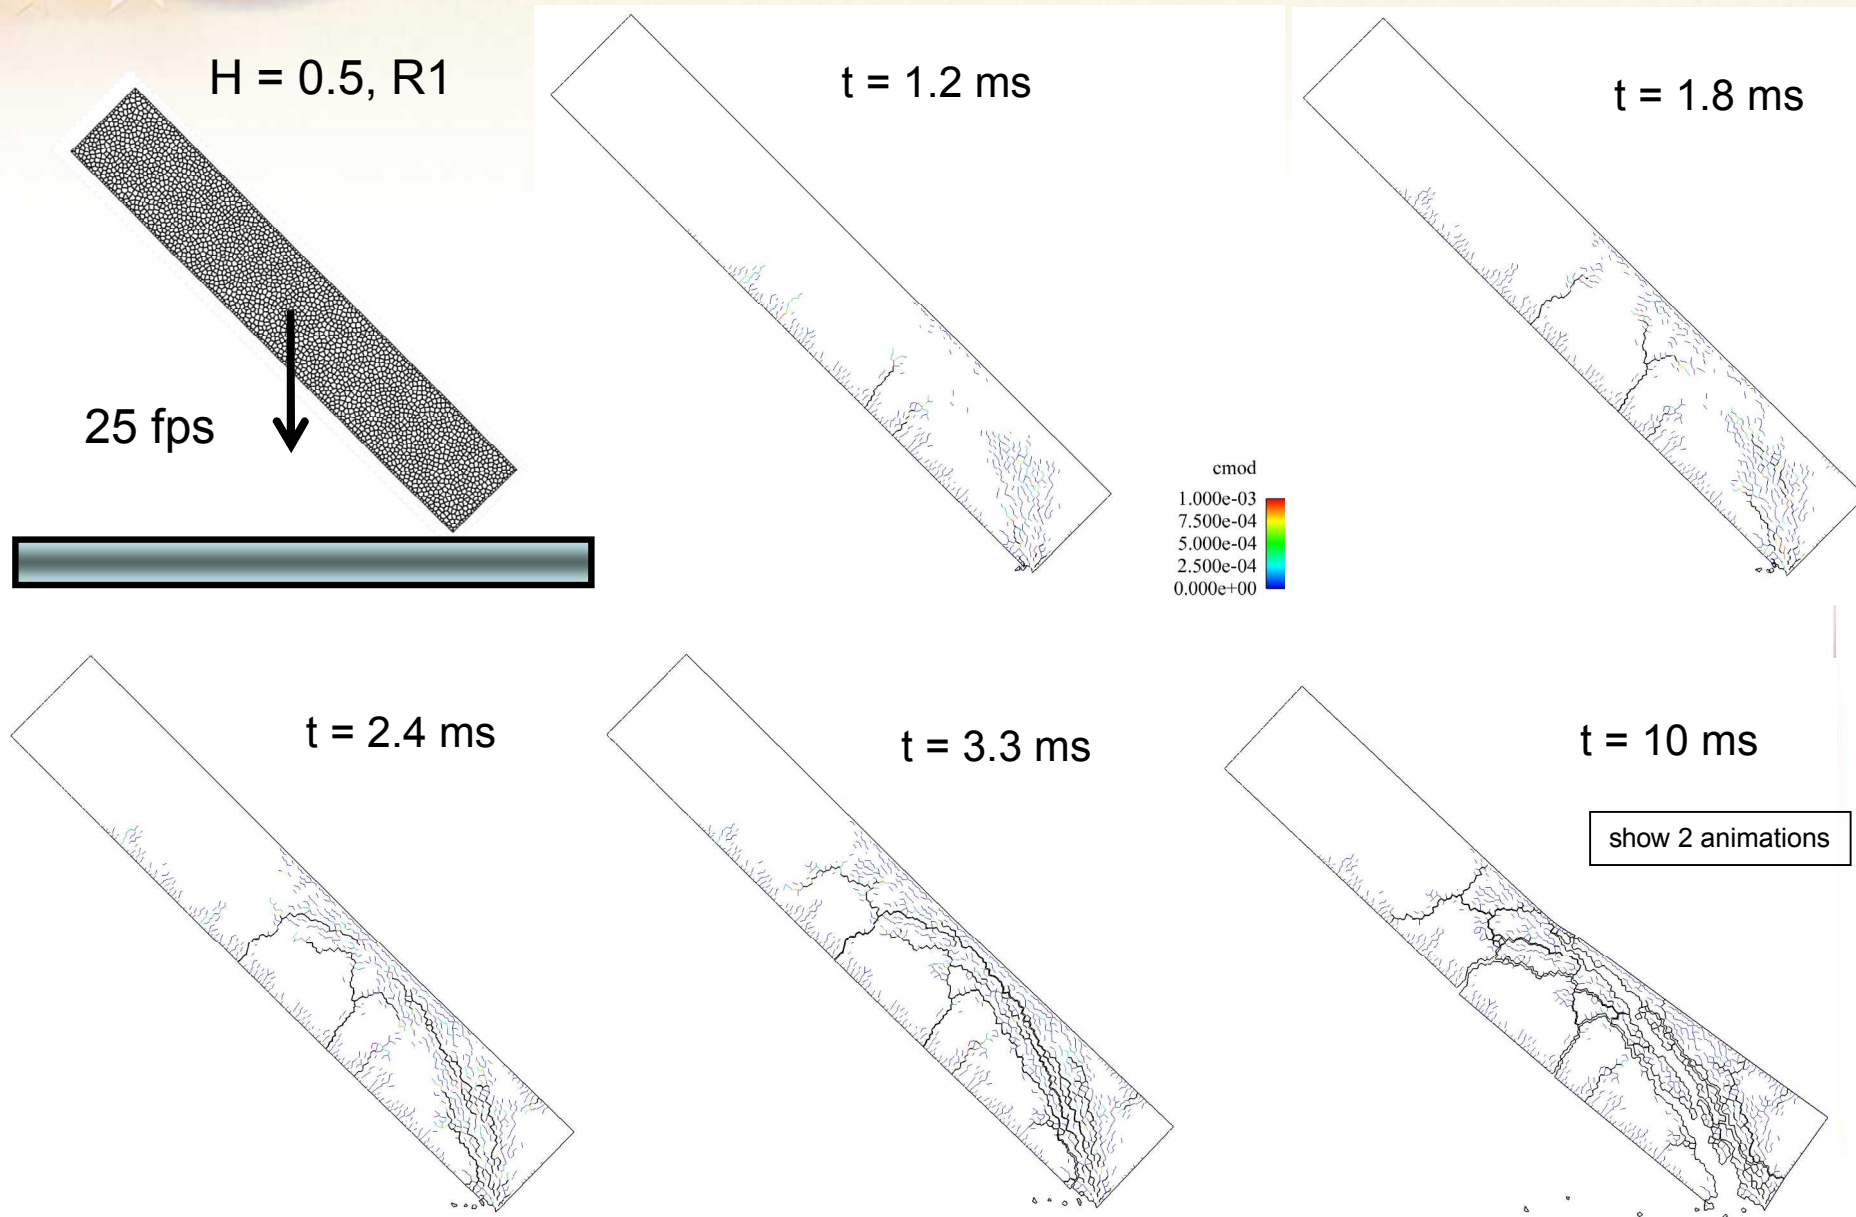 H = 0.5, R1
25 fps
t = 1.2 ms
cmod
1.000e-03
7.500e-04
5.000e-04
2.500e-04
0.000e+00
t = 1.8 ms
t = 2.4 ms
t = 3.3 ms
t = 10 ms
show 2 animations